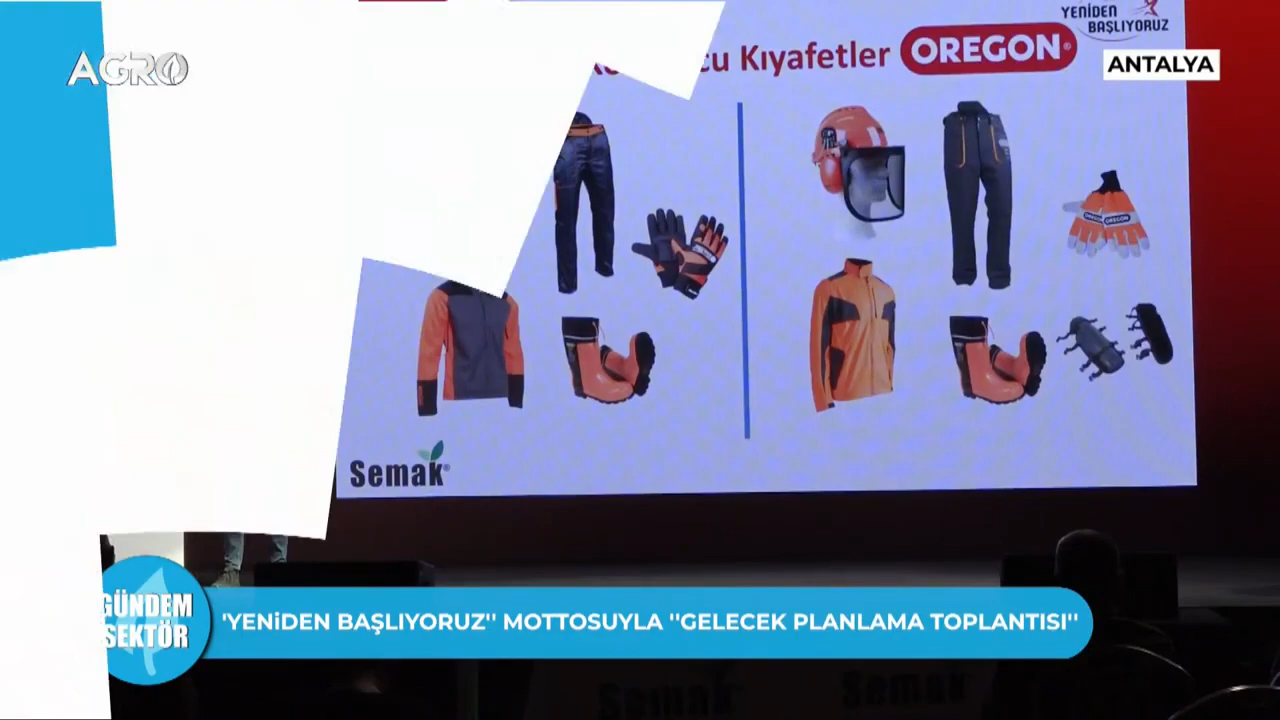 AGRO
YENİDEN
BAŞLIYORUZ
Kıyafetler
OREGON®
ANTALYA
OREGON
OREGON
Semak®
GÜNDEM
SEKTÖR
'YENiDEN BAŞLIYORUZ'' MOTTOSUYLA ''GELECEK PLANLAMA TOPLANTISI''
Semak
Semak